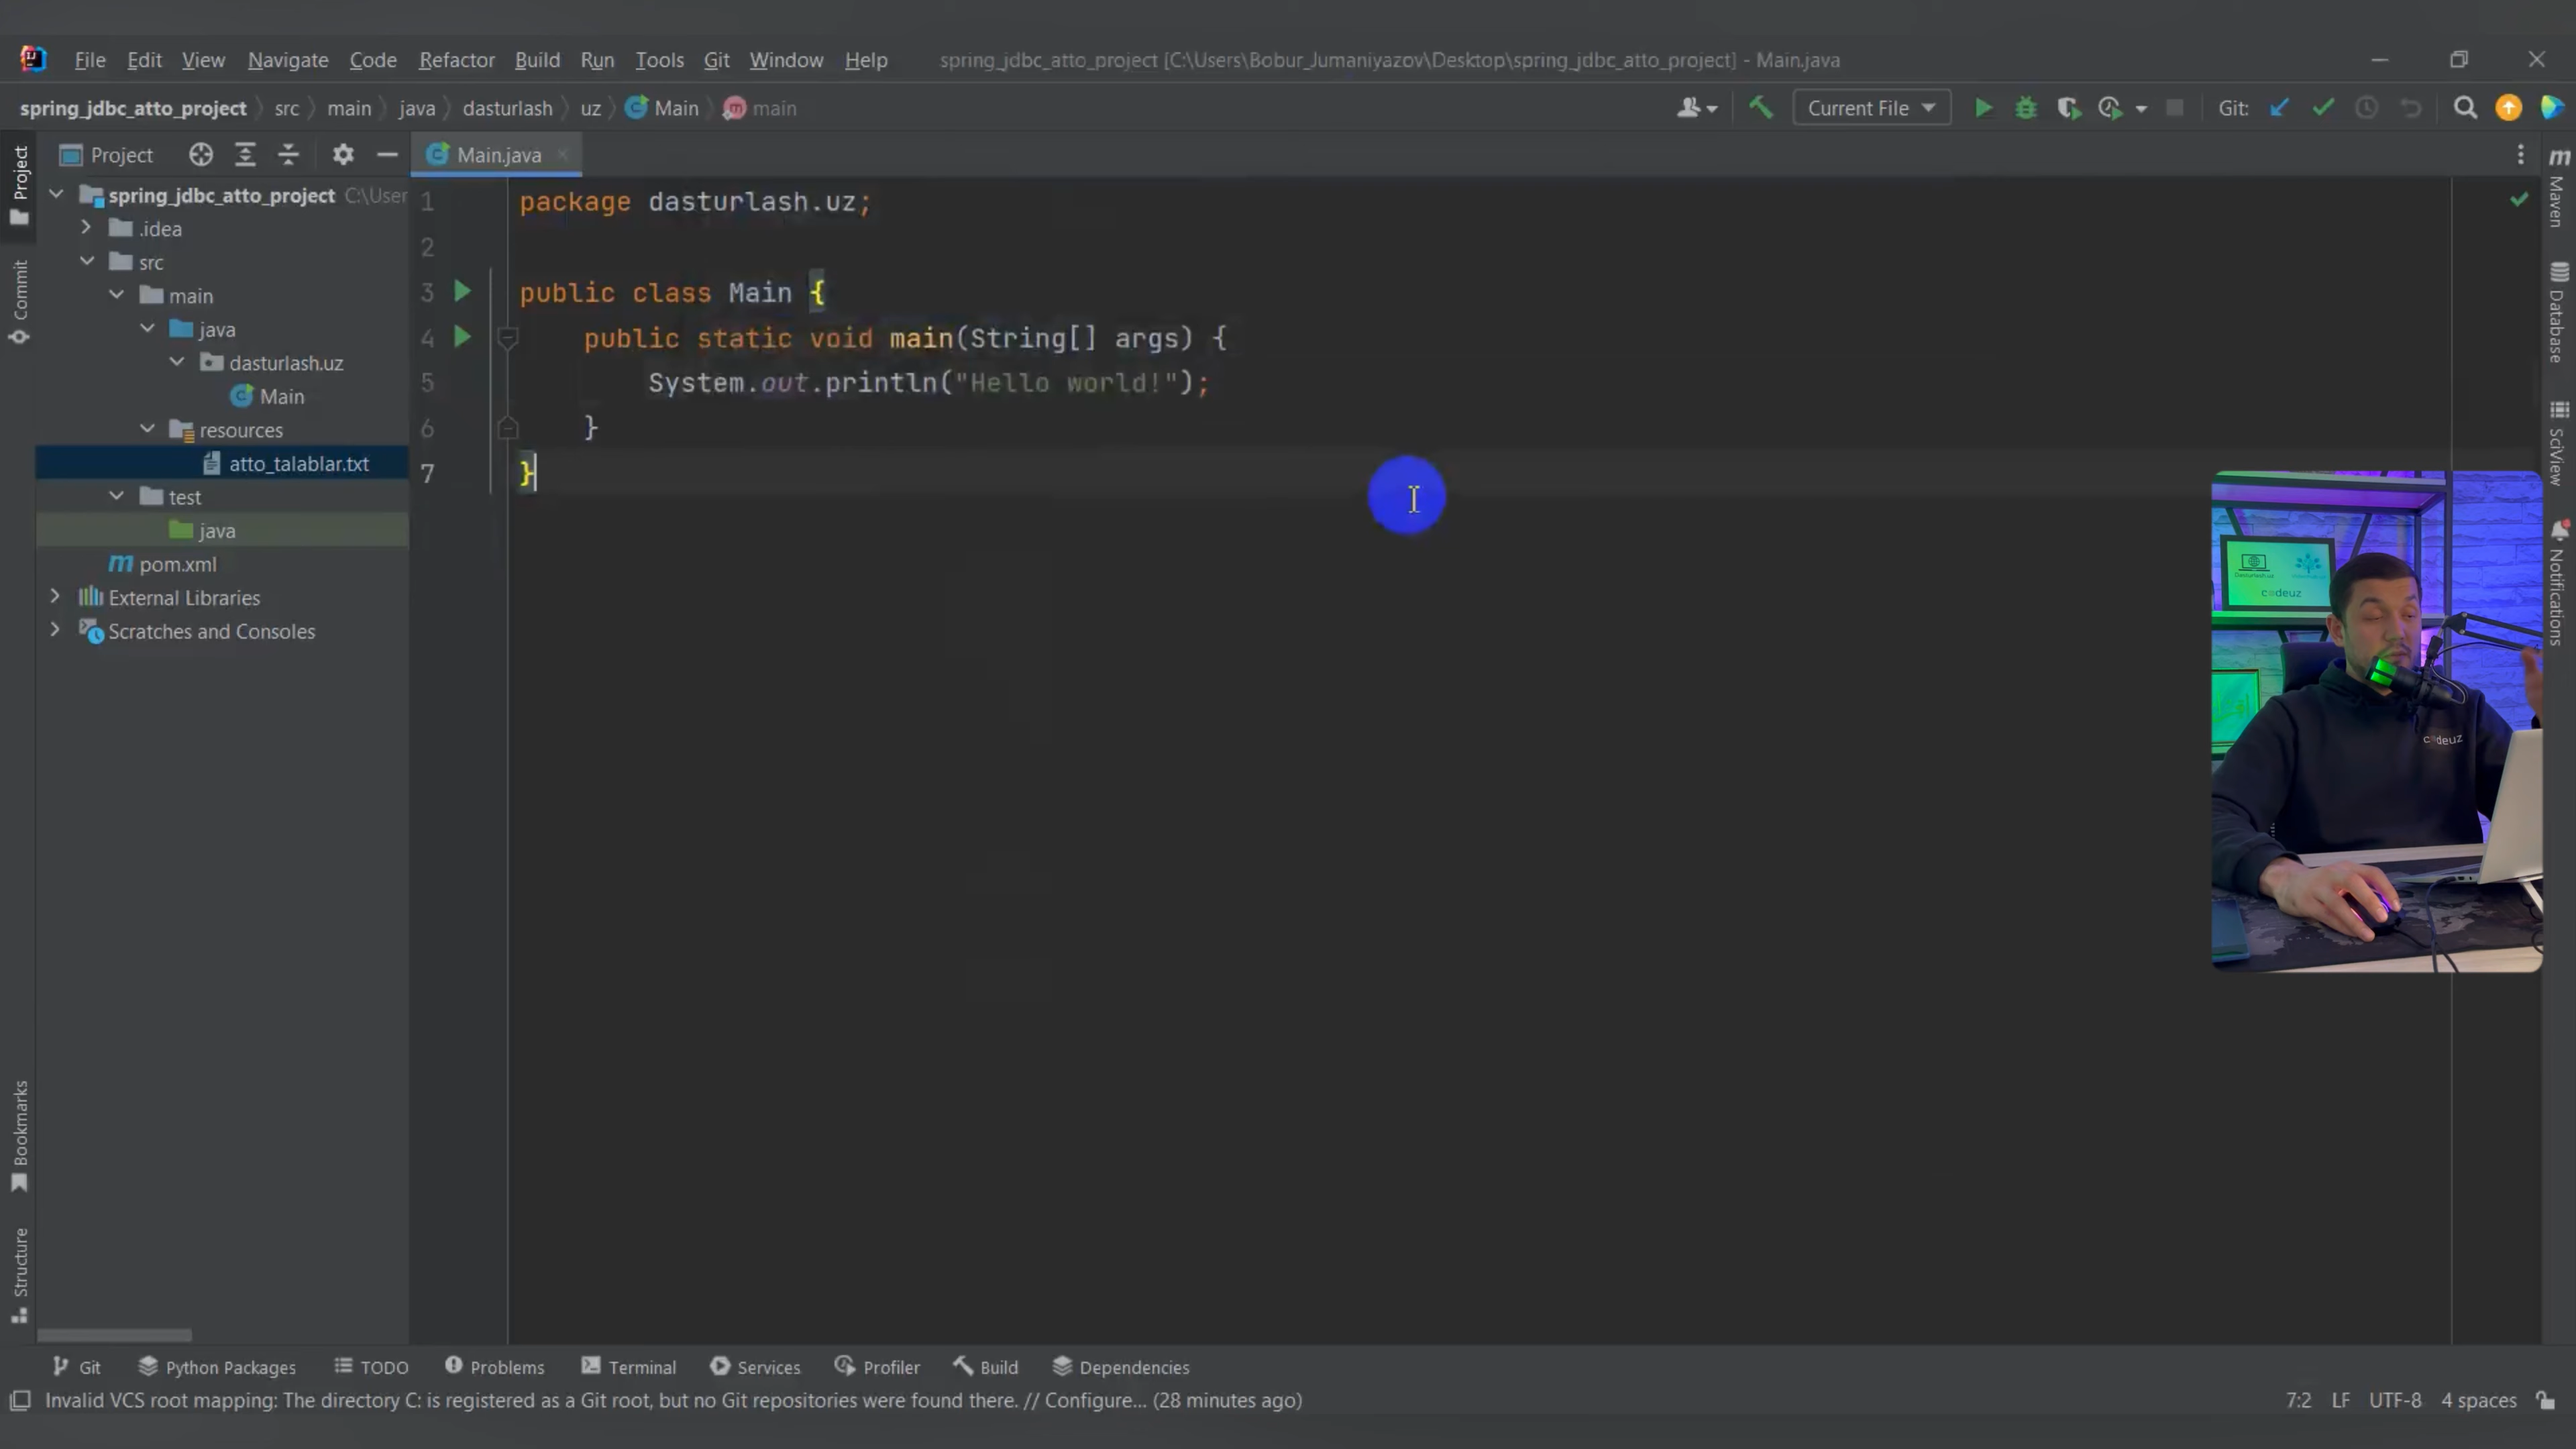 File Edit View Navigate Code Refactor Build Run Tools Git Window Help spring_jdbc_atto_project [C:\Users\Bobur_Jumaniyazov\Desktop\spring_jdbc_atto_project] - Main.java
spring_jdbc_atto_project src main java dasturlash uz Main main Current File Git:
Project Main.java
Project
Commit
Bookmarks
Structure
spring_jdbc_atto_project C:\User
.idea
src
main
java
dasturlash.uz
Main
resources
atto_talablar.txt
test
java
pom.xml
External Libraries
Scratches and Consoles
1 package dasturlash.uz;
2
3 public class Main {
4 public static void main(String[] args) {
5 System.out.println("Hello world!");
6 }
7 }
Maven
Database
SciView
Notifications
Dasturlash.uz
codeuz
codeuz
Git Python Packages TODO Problems Terminal Services Profiler Build Dependencies
Invalid VCS root mapping: The directory C: is registered as a Git root, but no Git repositories were found there. // Configure... (28 minutes ago) 7:2 LF UTF-8 4 spaces